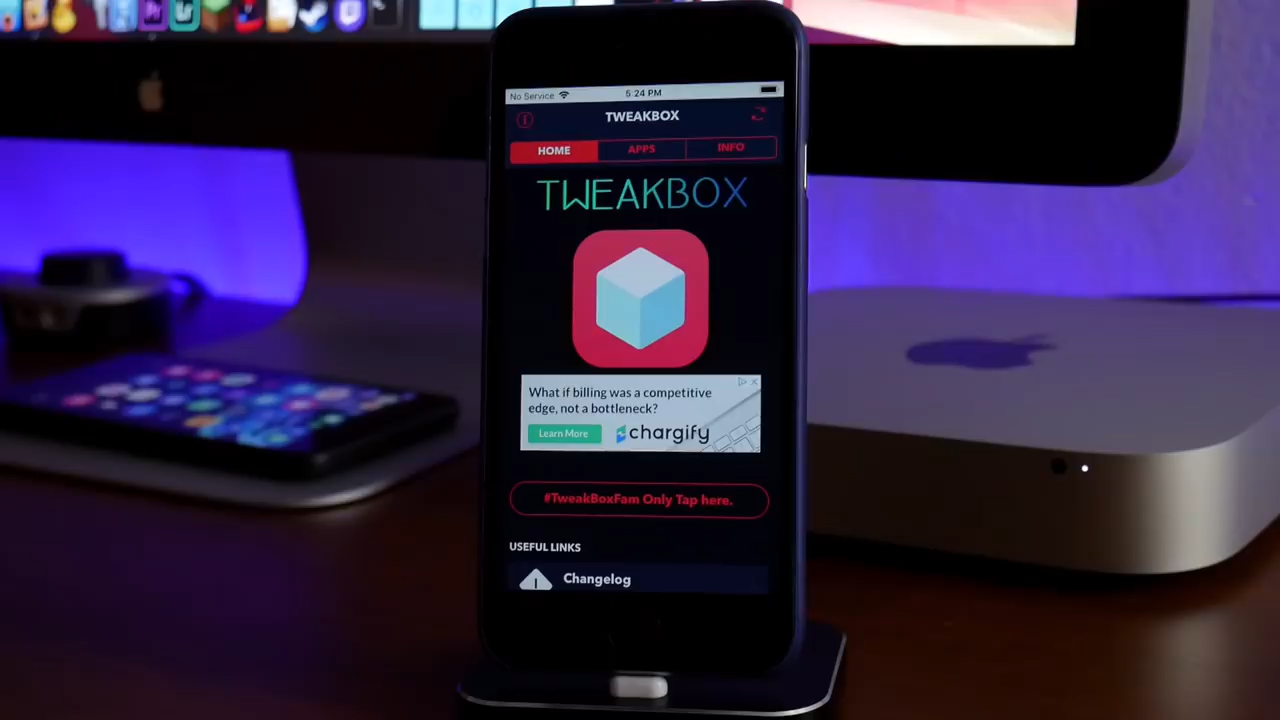 No Service 5:24 PM
TWEAKBOX
HOME APPS INFO
TWEAKBOX
What if billing was a competitive
edge, not a bottleneck?
Learn More chargify
#TweakBoxFam Only Tap here.
USEFUL LINKS
Changelog